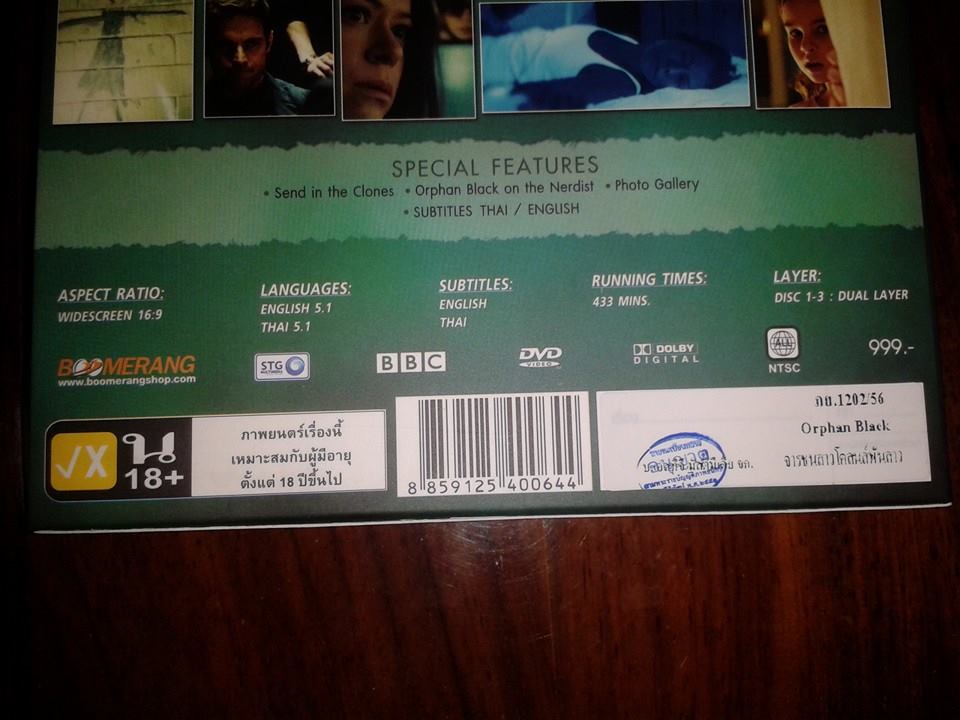 SPECIAL FEATURES
• Send in the Clones • Orphan Black on the Nerdist • Photo Gallery
• SUBTITLES THAI / ENGLISH
ASPECT RATIO:
WIDESCREEN 16:9
LANGUAGES:
ENGLISH 5.1
THAI 5.1
SUBTITLES:
ENGLISH
THAI
RUNNING TIMES:
433 MINS.
LAYER:
DISC 1-3 : DUAL LAYER
BOOMERANG
www.boomerangshop.com
STG
MULTIMEDIA
BBC
DVD
VIDEO
DOLBY
DIGITAL
ALL
NTSC
999.-
√X
น
18+
ภาพยนตร์เรื่องนี้
เหมาะสมกับผู้มีอายุ
ตั้งแต่ 18 ปีขึ้นไป
8 859125 400644
ภย.1202/56
Orphan Black